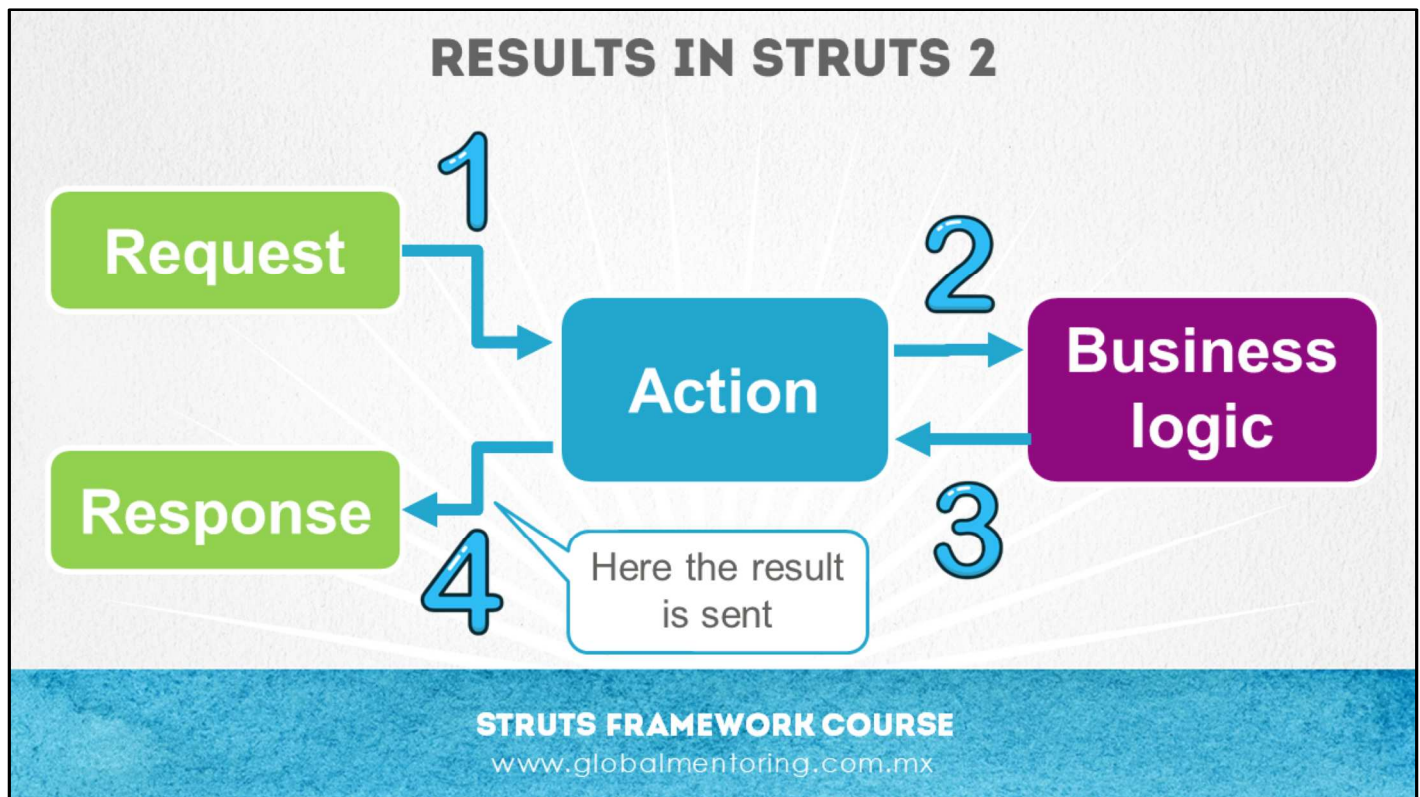 RESULTS IN STRUTS 2
1
Request
2
Action
Business
logic
Response
3
4
Here the result
is sent
STRUTS FRAMEWORK COURSE
www.globalmentoring.com.mx